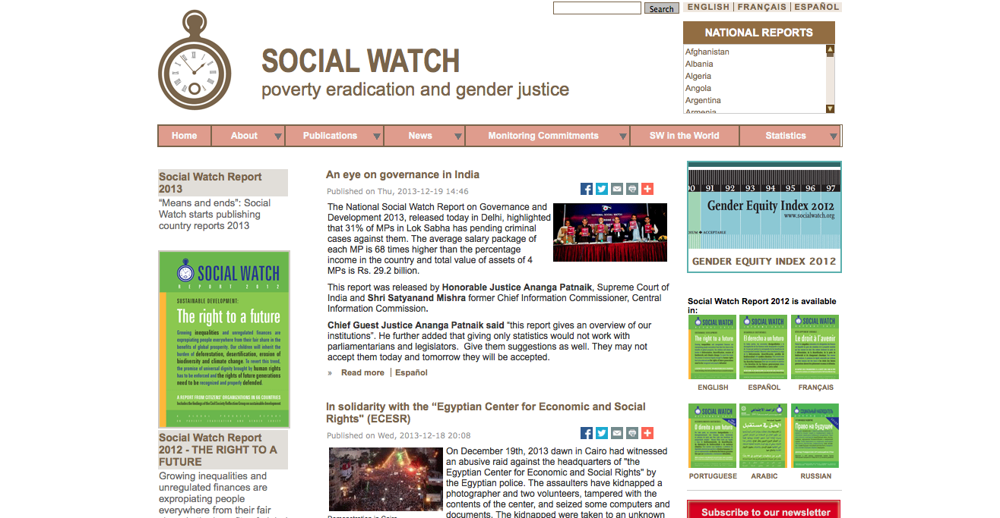 Search
ENGLISH | FRANÇAIS | ESPAÑOL
SOCIAL WATCH
poverty eradication and gender justice
NATIONAL REPORTS
Afghanistan
Albania
Algeria
Angola
Argentina
Armenia
Home
About
Publications
News
Monitoring Commitments
SW in the World
Statistics
Social Watch Report
2013
“Means and ends”: Social
Watch starts publishing
country reports 2013
SOCIAL WATCH
REPORT 2012
SUSTAINABLE DEVELOPMENT:
The right to a future
Growing inequalities and unregulated finances are
expropiating people everywhere from their fair share in the
benefits of global prosperity. Our children will inherit the
burden of deforestation, desertification, erosion of
biodiversity and climate change. To revert this trend,
the promise of universal dignity brought by human rights
has to be enforced and the rights of future generations
need to be recognized and properly defended.
A REPORT FROM CITIZENS' ORGANIZATIONS IN 66 COUNTRIES
Includes the findings of the Civil Society Reflection Group on sustainable development
Social Watch Report
2012 - THE RIGHT TO A
FUTURE
Growing inequalities and
unregulated finances are
expropiating people
everywhere from their fair
An eye on governance in India
Published on Thu, 2013-12-19 14:46
The National Social Watch Report on Governance and
Development 2013, released today in Delhi, highlighted
that 31% of MPs in Lok Sabha has pending criminal
cases against them. The average salary package of
each MP is 68 times higher than the percentage
income in the country and total value of assets of 4
MPs is Rs. 29.2 billion.
This report was released by Honorable Justice Ananga Patnaik, Supreme Court of
India and Shri Satyanand Mishra former Chief Information Commissioner, Central
Information Commission.
Chief Guest Justice Ananga Patnaik said “this report gives an overview of our
institutions”. He further added that giving only statistics would not work with
parliamentarians and legislators. Give them suggestions as well. They may not
accept them today and tomorrow they will be accepted.
» Read more | Español
In solidarity with the “Egyptian Center for Economic and Social
Rights" (ECESR)
Published on Wed, 2013-12-18 20:08
On December 19th, 2013 dawn in Cairo had witnessed
an abusive raid against the headquarters of "the
Egyptian Center for Economic and Social Rights" by
the Egyptian police. The assaulters have kidnapped a
photographer and two volunteers, tampered with the
contents of the center, and seized some computers and
documents. The kidnapped were taken to an unknown
Demonstration in Cairo
90 91 92 93 94 95 96 97
Gender Equity Index 2012
www.socialwatch.org
ACCEPTABLE
GENDER EQUITY INDEX 2012
Social Watch Report 2012 is available
in:
SOCIAL WATCH
The right to a future
SOCIAL WATCH
El derecho a un futuro
SOCIAL WATCH
Le droit à l'avenir
ENGLISH
ESPAÑOL
FRANÇAIS
SOCIAL WATCH
O direito a um futuro
الحق في مستقبل
Право на будущее
PORTUGUESE
ARABIC
RUSSIAN
Subscribe to our newsletter